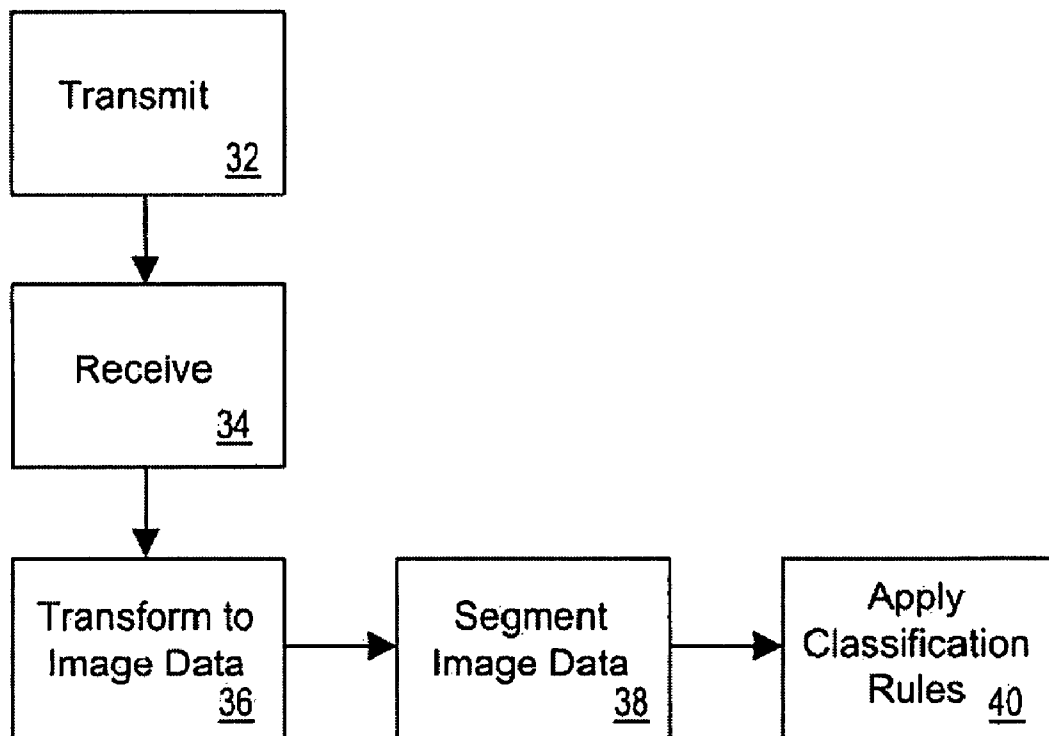 Transmit
32
Receive
34
Transform to
Image Data
36
Segment
Image Data
38
Apply
Classification
Rules
40